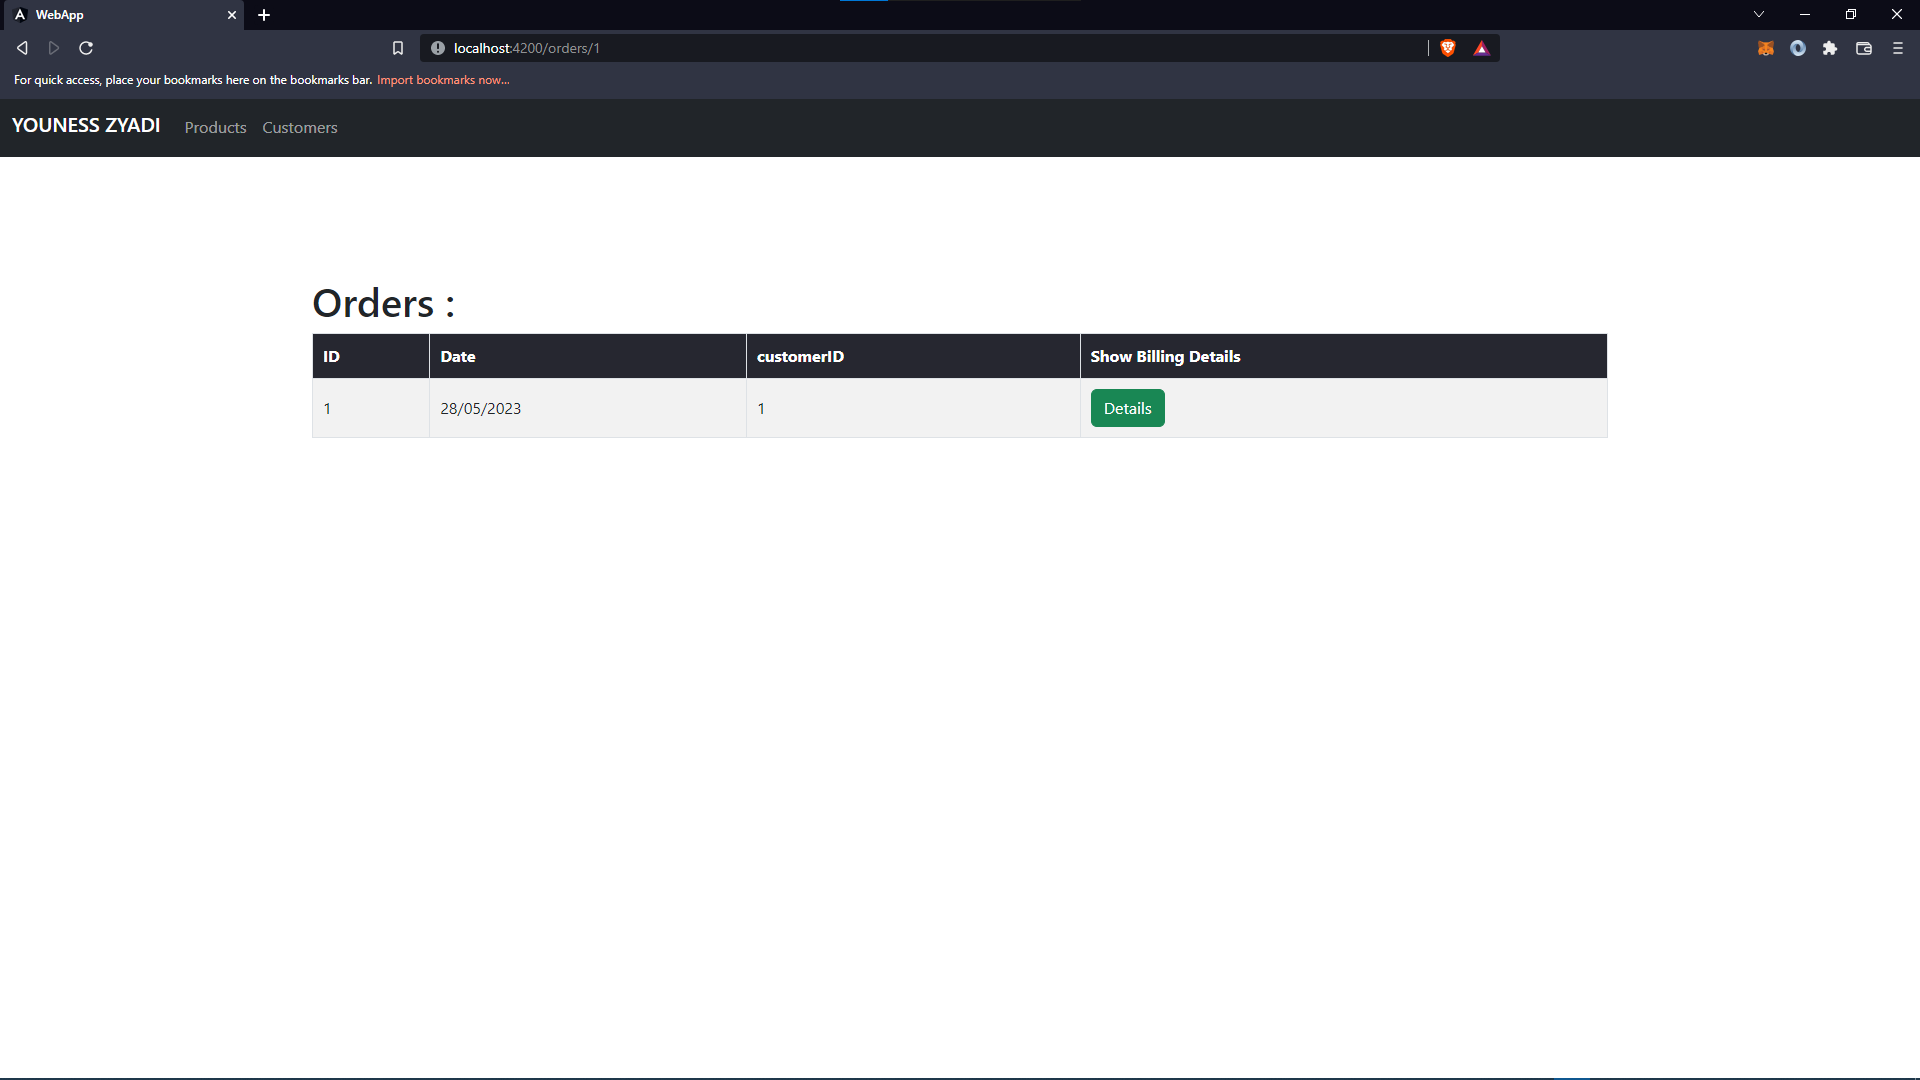 WebApp
localhost:4200/orders/1
For quick access, place your bookmarks here on the bookmarks bar. Import bookmarks now...
YOUNESS ZYADI Products Customers
Orders :
ID Date customerID Show Billing Details
1 28/05/2023 1 Details